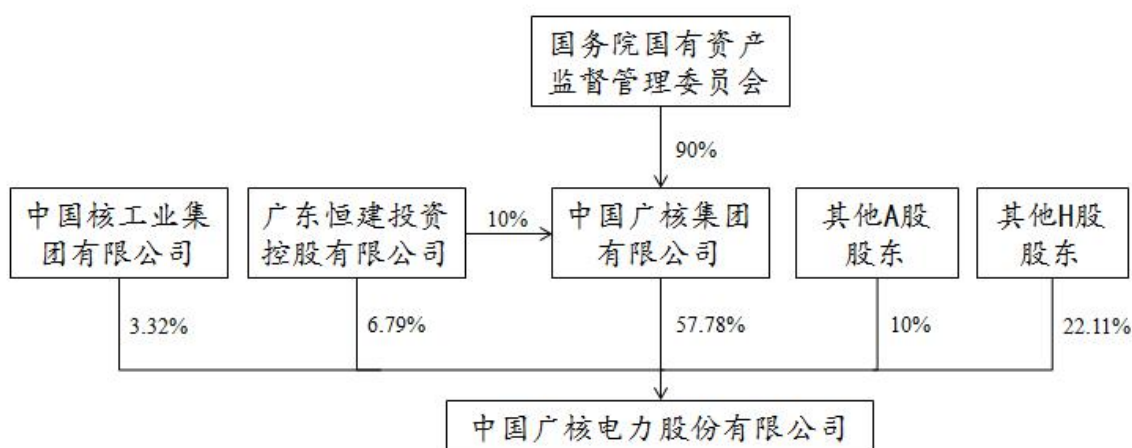 国务院国有资产
监督管理委员会
90%
中国核工业集
团有限公司
广东恒建投资
控股有限公司
10%
中国广核集团
有限公司
其他A股
股东
其他H股
股东
3.32%
6.79%
57.78%
10%
22.11%
中国广核电力股份有限公司